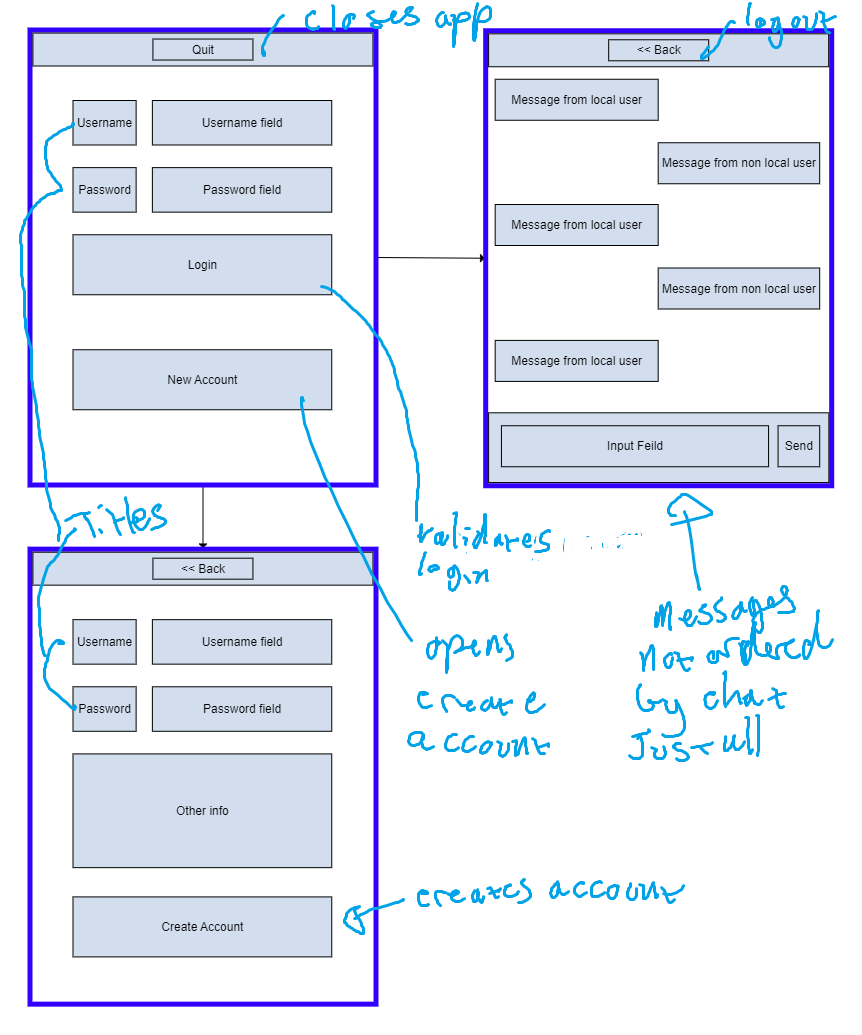 closes app
logout
Quit
<< Back
Username
Username field
Message from local user
Message from non local user
Password
Password field
Message from local user
Login
Message from non local user
Message from local user
New Account
Input Feild
Send
Titles
validates
login
<< Back
Username
Username field
Password
Password field
opens
create
account
Messages
not ordered
by chat
Just all
Other info
creates account
Create Account